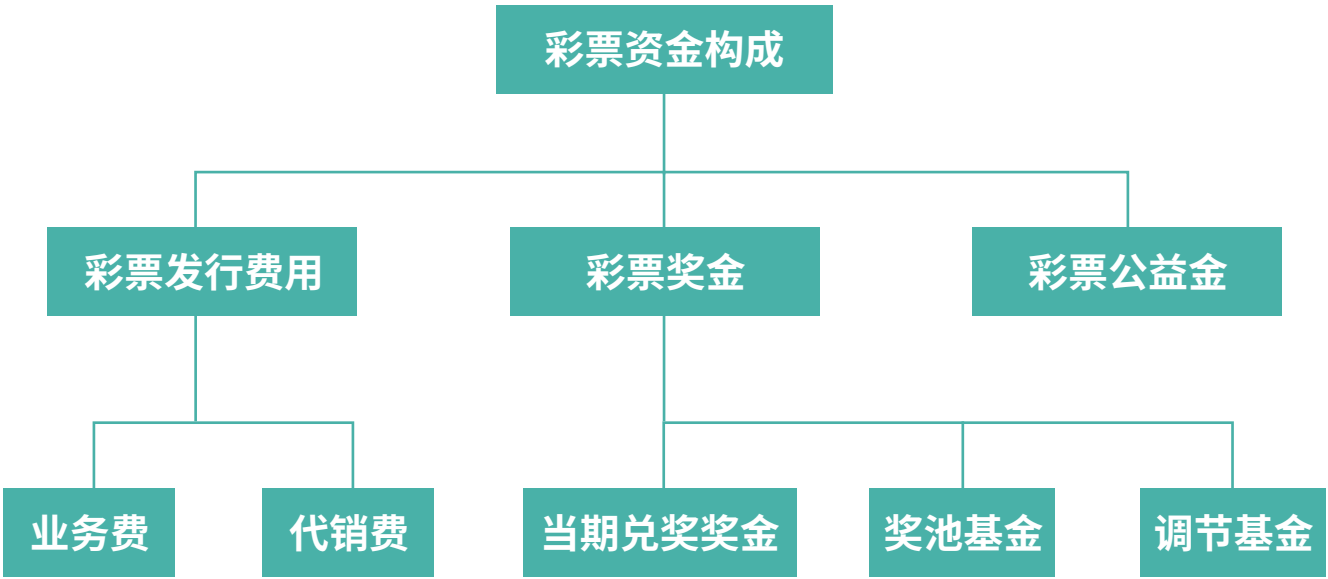 彩票资金构成
彩票发行费用
彩票奖金
彩票公益金
业务费
代销费
当期兑奖奖金
奖池基金
调节基金